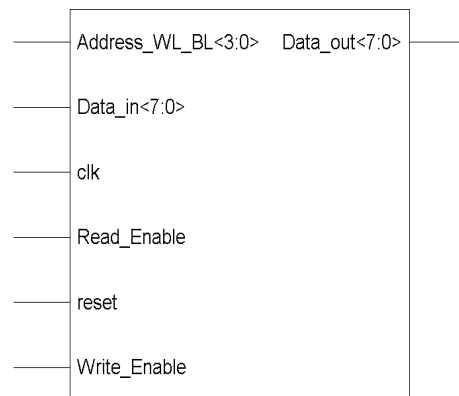 Address_WL_BL<3:0> Data_out<7:0>
Data_in<7:0>
clk
Read_Enable
reset
Write_Enable